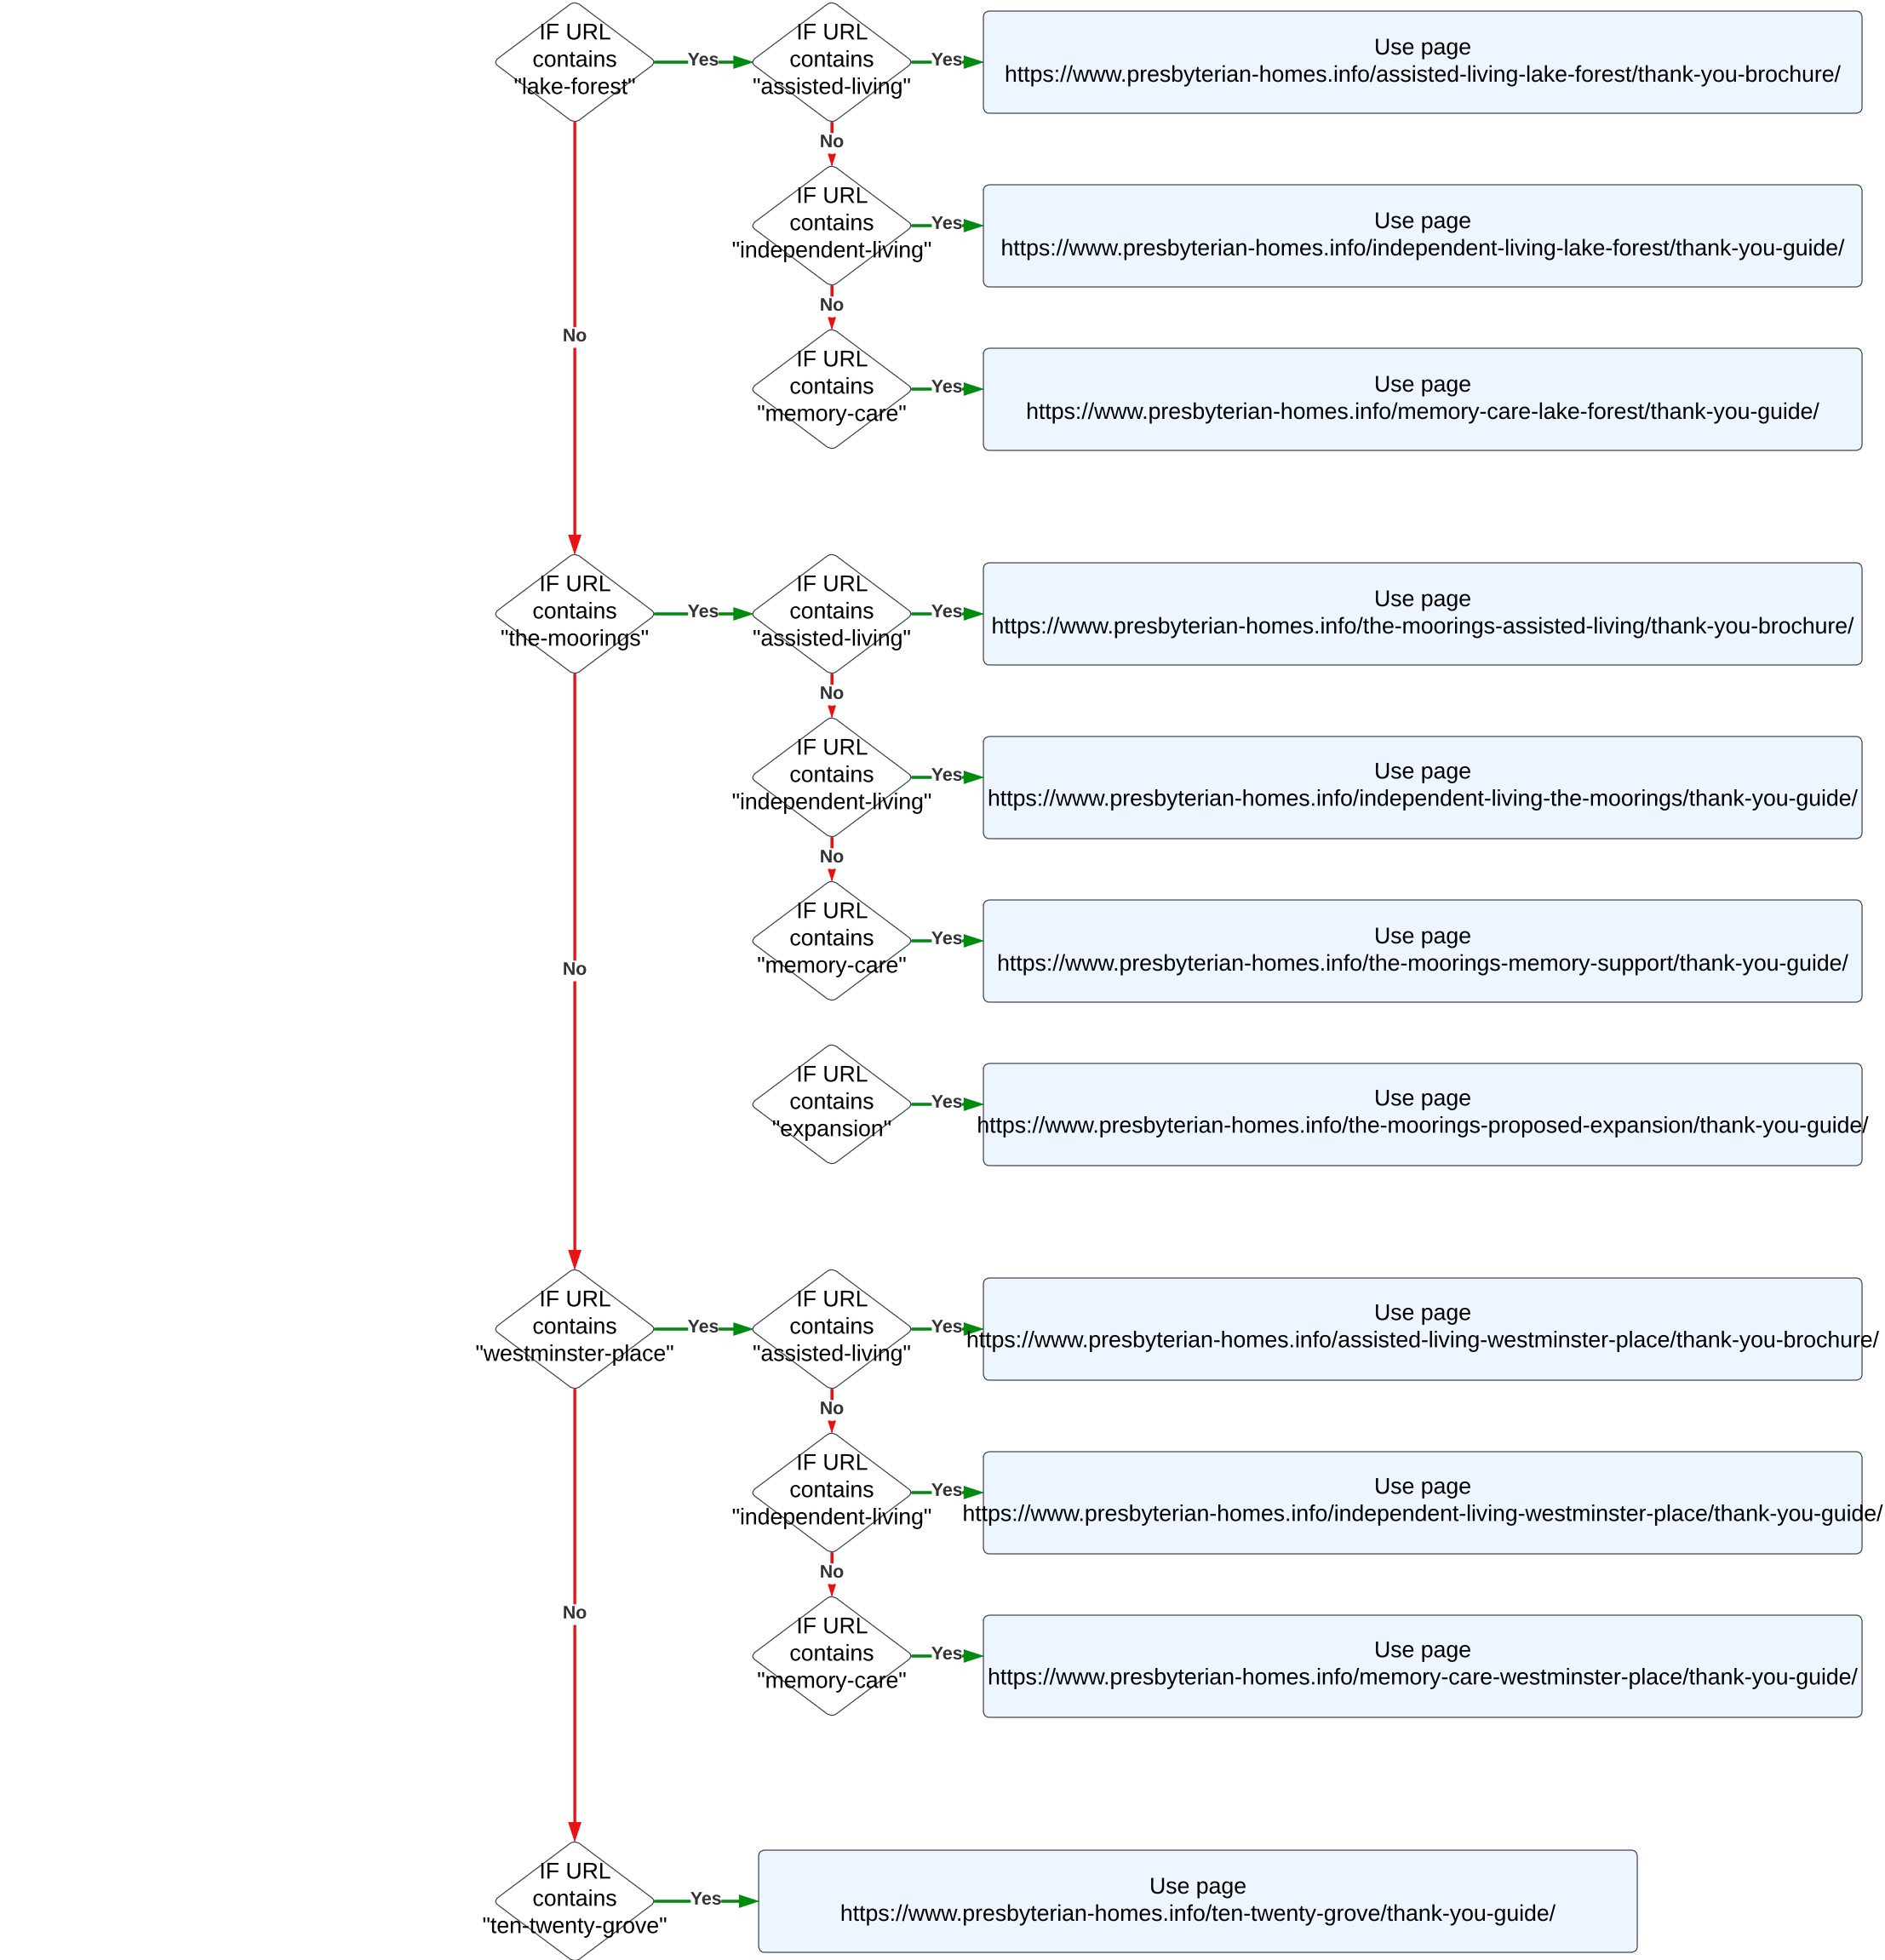 IF URL
contains
"lake-forest"
Yes
IF URL
contains
"assisted-living"
Yes
Use page
https://www.presbyterian-homes.info/assisted-living-lake-forest/thank-you-brochure/
No
IF URL
contains
"independent-living"
Yes
Use page
https://www.presbyterian-homes.info/independent-living-lake-forest/thank-you-guide/
No
No
IF URL
contains
"memory-care"
Yes
Use page
https://www.presbyterian-homes.info/memory-care-lake-forest/thank-you-guide/
IF URL
contains
"the-moorings"
Yes
IF URL
contains
"assisted-living"
Yes
Use page
https://www.presbyterian-homes.info/the-moorings-assisted-living/thank-you-brochure/
No
IF URL
contains
"independent-living"
Yes
Use page
https://www.presbyterian-homes.info/independent-living-the-moorings/thank-you-guide/
No
No
IF URL
contains
"memory-care"
Yes
Use page
https://www.presbyterian-homes.info/the-moorings-memory-support/thank-you-guide/
IF URL
contains
"expansion"
Yes
Use page
https://www.presbyterian-homes.info/the-moorings-proposed-expansion/thank-you-guide/
IF URL
contains
"westminster-place"
Yes
IF URL
contains
"assisted-living"
Yes
Use page
https://www.presbyterian-homes.info/assisted-living-westminster-place/thank-you-brochure/
No
IF URL
contains
"independent-living"
Yes
Use page
https://www.presbyterian-homes.info/independent-living-westminster-place/thank-you-guide/
No
No
IF URL
contains
"memory-care"
Yes
Use page
https://www.presbyterian-homes.info/memory-care-westminster-place/thank-you-guide/
IF URL
contains
"ten-twenty-grove"
Yes
Use page
https://www.presbyterian-homes.info/ten-twenty-grove/thank-you-guide/